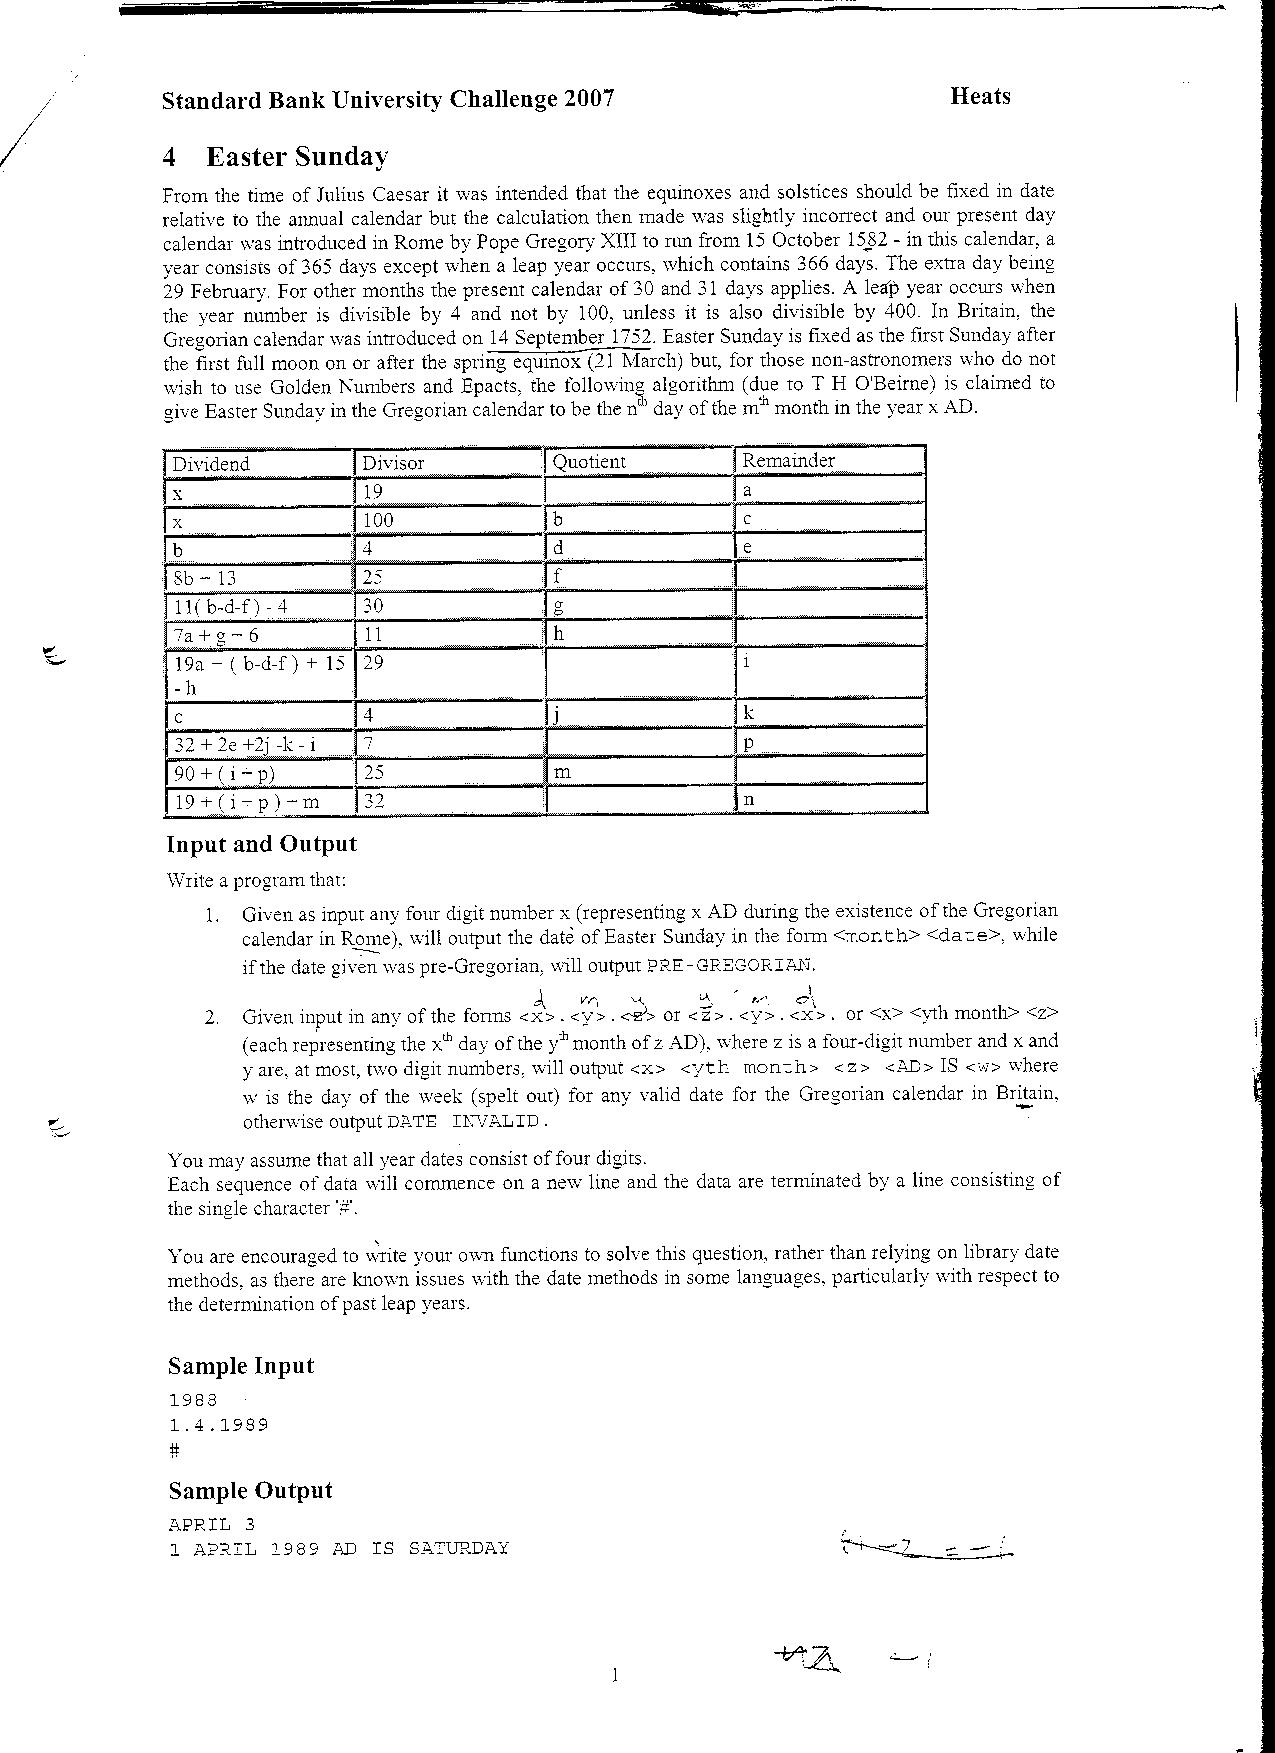 Standard Bank University Challenge 2007 Heats
4 Easter Sunday
From the time of Julius Caesar it was intended that the equinoxes and solstices should be fixed in date
relative to the annual calendar but the calculation then made was slightly incorrect and our present day
calendar was introduced in Rome by Pope Gregory XIII to run from 15 October 1582 - in this calendar, a
year consists of 365 days except when a leap year occurs, which contains 366 days. The extra day being
29 February. For other months the present calendar of 30 and 31 days applies. A leap year occurs when
the year number is divisible by 4 and not by 100, unless it is also divisible by 400. In Britain, the
Gregorian calendar was introduced on 14 September 1752. Easter Sunday is fixed as the first Sunday after
the first full moon on or after the spring equinox (21 March) but, for those non-astronomers who do not
wish to use Golden Numbers and Epacts, the following algorithm (due to T H O'Beirne) is claimed to
give Easter Sunday in the Gregorian calendar to be the nth day of the mth month in the year x AD.
Dividend Divisor Quotient Remainder
x 19 a
x 100 b c
b 4 d e
8b + 13 25 f
11( b-d-f ) - 4 30 g
7a + g + 6 11 h
19a + ( b-d-f ) + 15 29 i
- h
c 4 j k
32 + 2e +2j -k - i 7 p
90 + ( i + p) 25 m
19 + ( i + p ) + m 32 n
Input and Output
Write a program that:
1. Given as input any four digit number x (representing x AD during the existence of the Gregorian
calendar in Rome), will output the date of Easter Sunday in the form <month> <date>, while
if the date given was pre-Gregorian, will output PRE-GREGORIAN.
d m y y m d
2. Given input in any of the forms <x>.<y>.<z> or <z>.<y>.<x>. or <x> <yth month> <z>
(each representing the xth day of the yth month of z AD), where z is a four-digit number and x and
y are, at most, two digit numbers, will output <x> <yth month> <z> <AD> IS <w> where
w is the day of the week (spelt out) for any valid date for the Gregorian calendar in Britain,
otherwise output DATE INVALID.
You may assume that all year dates consist of four digits.
Each sequence of data will commence on a new line and the data are terminated by a line consisting of
the single character '#'.
You are encouraged to write your own functions to solve this question, rather than relying on library date
methods, as there are known issues with the date methods in some languages, particularly with respect to
the determination of past leap years.
Sample Input
1988
1.4.1989
#
Sample Output
APRIL 3
1 APRIL 1989 AD IS SATURDAY
1